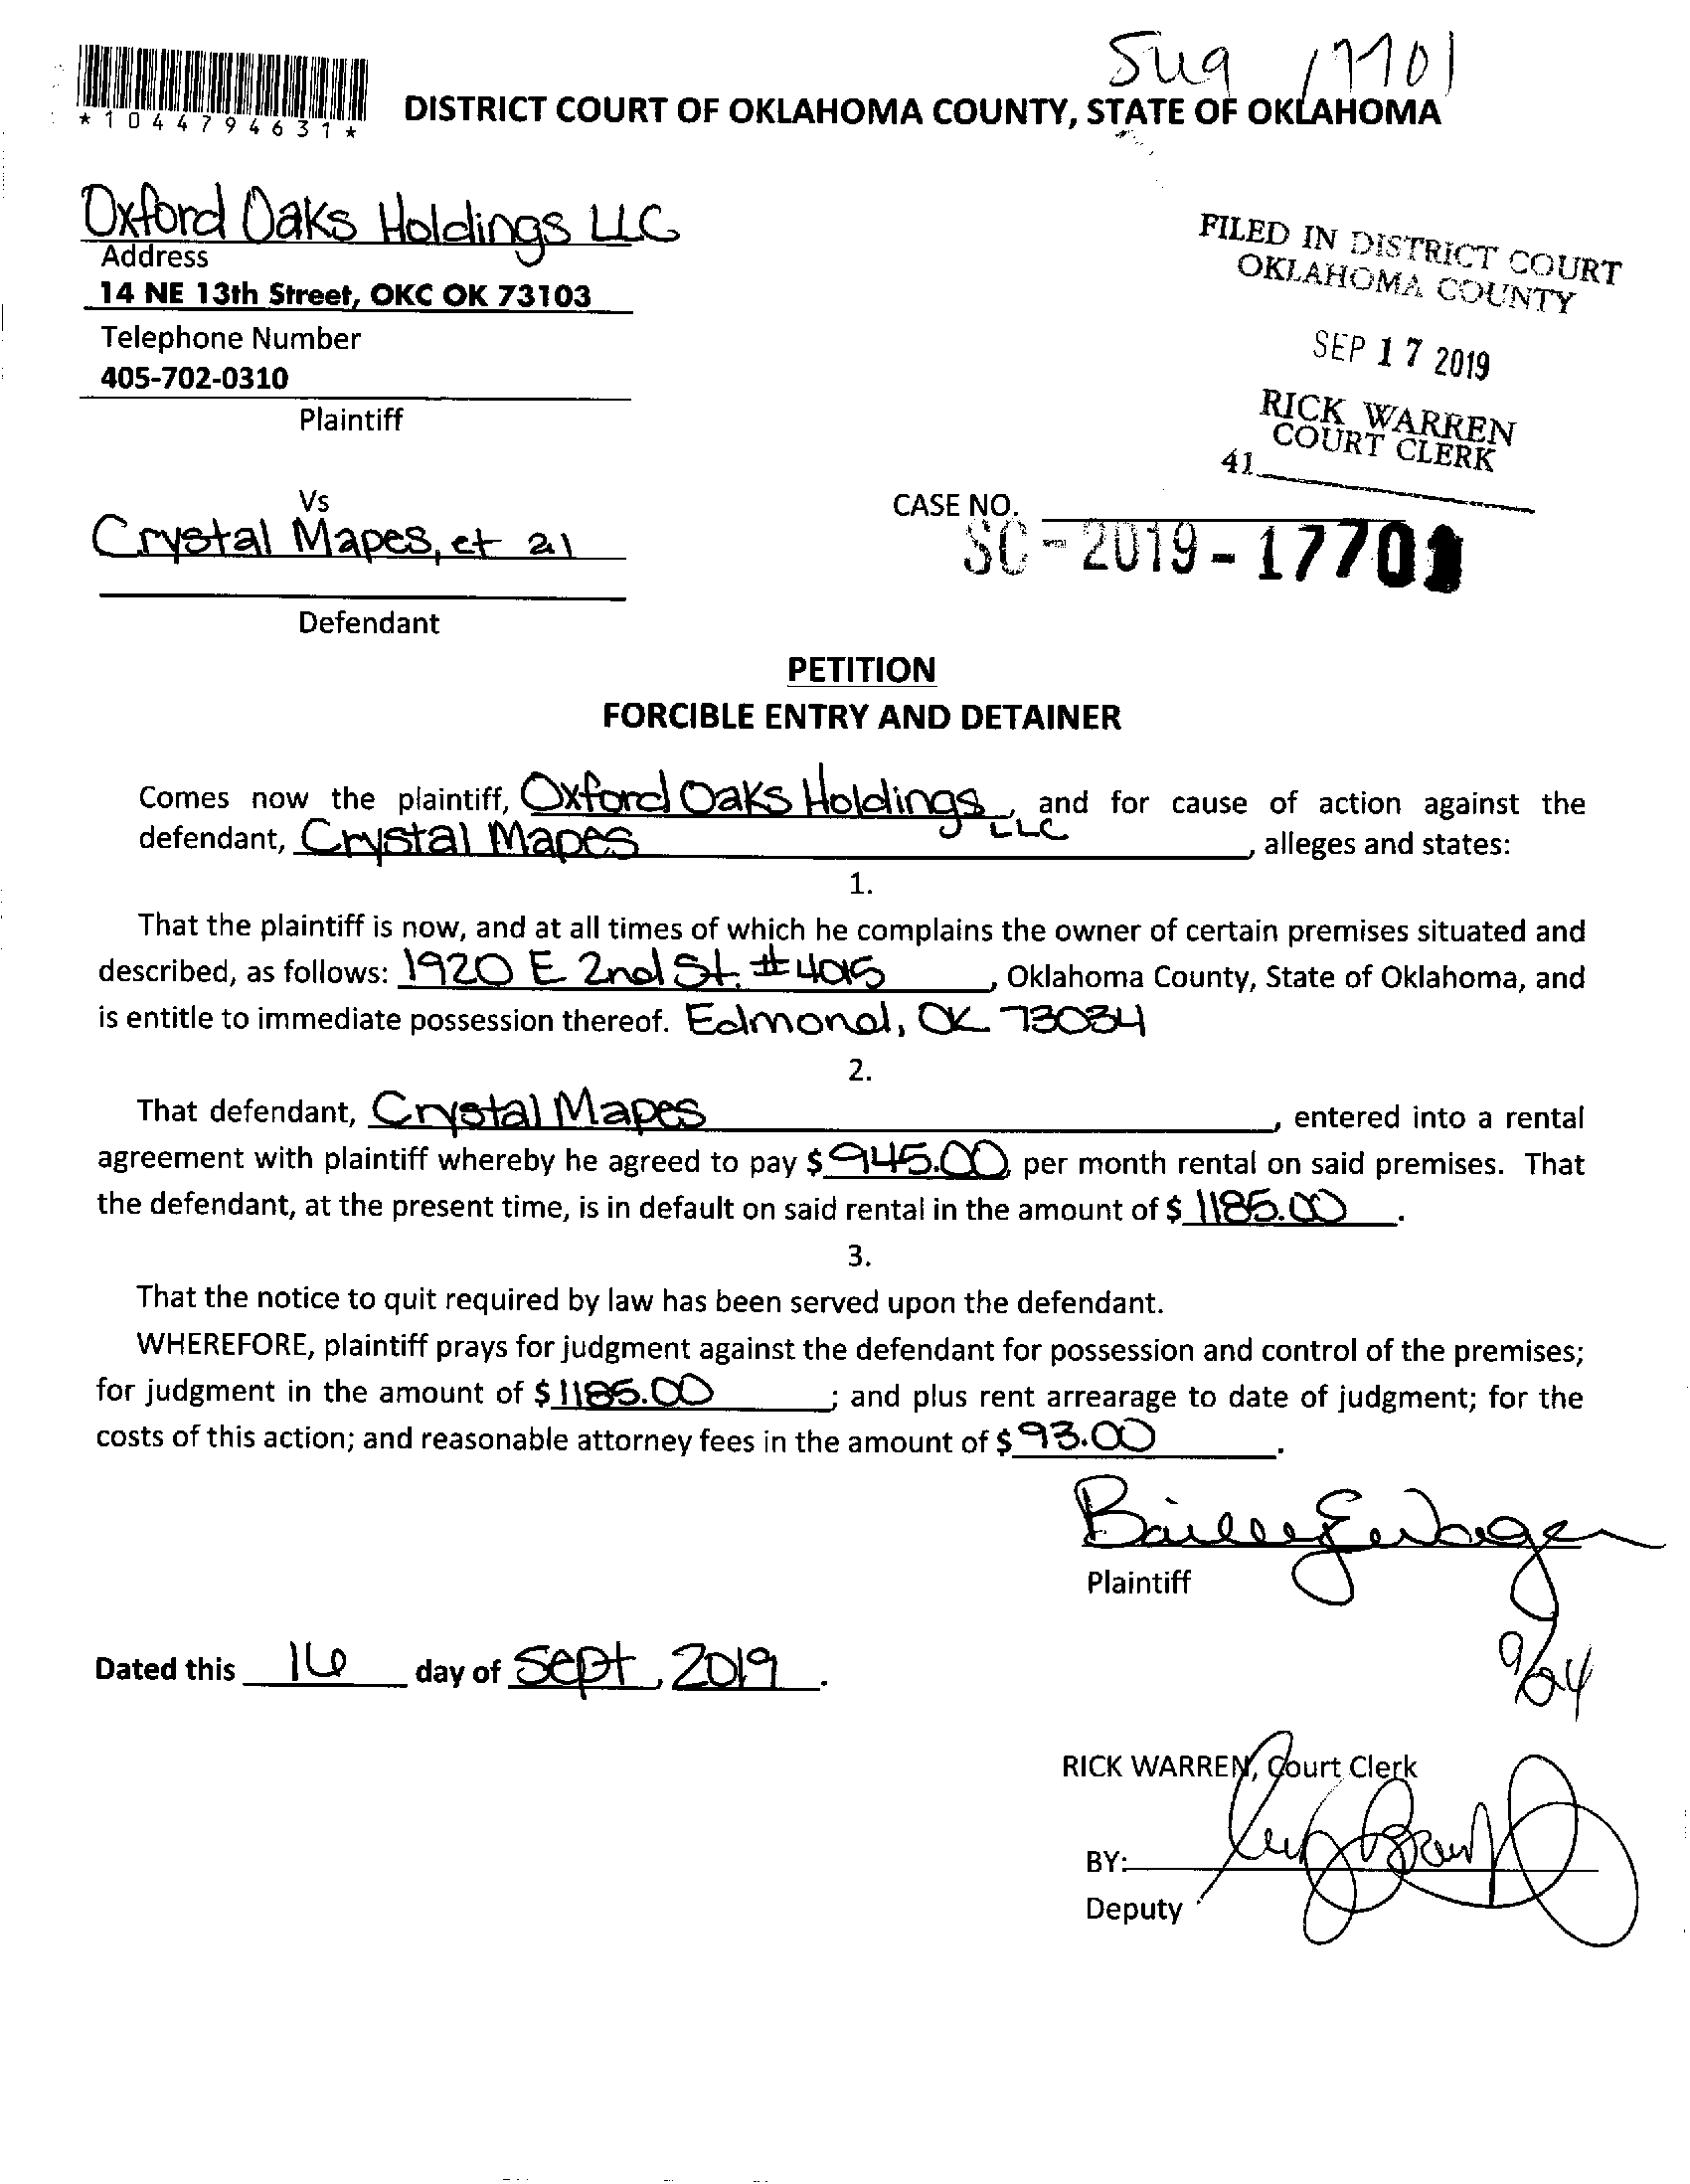 Sug 17701
*1044794631*
DISTRICT COURT OF OKLAHOMA COUNTY, STATE OF OKLAHOMA
Oxford Oaks Holdings LLC
Address
14 NE 13th Street, OKC OK 73103
Telephone Number
405-702-0310
Plaintiff
FILED IN DISTRICT COURT
OKLAHOMA COUNTY
SEP 17 2019
RICK WARREN
COURT CLERK
41
Vs
Crystal Mapes, et al
Defendant
CASE NO.
SC-2019-17701
PETITION
FORCIBLE ENTRY AND DETAINER
Comes now the plaintiff, Oxford Oaks Holdings LLC, and for cause of action against the
defendant, Crystal Mapes, alleges and states:
1.
That the plaintiff is now, and at all times of which he complains the owner of certain premises situated and
described, as follows: 1920 E 2nd St. #4015, Oklahoma County, State of Oklahoma, and
is entitle to immediate possession thereof. Edmond, OK 73034
2.
That defendant, Crystal Mapes, entered into a rental
agreement with plaintiff whereby he agreed to pay $945.00 per month rental on said premises. That
the defendant, at the present time, is in default on said rental in the amount of $1185.00.
3.
That the notice to quit required by law has been served upon the defendant.
WHEREFORE, plaintiff prays for judgment against the defendant for possession and control of the premises;
for judgment in the amount of $1185.00; and plus rent arrearage to date of judgment; for the
costs of this action; and reasonable attorney fees in the amount of $93.00.
Plaintiff
9/24
Dated this 16 day of Sept, 2019.
RICK WARREN, Court Clerk
BY:
Deputy